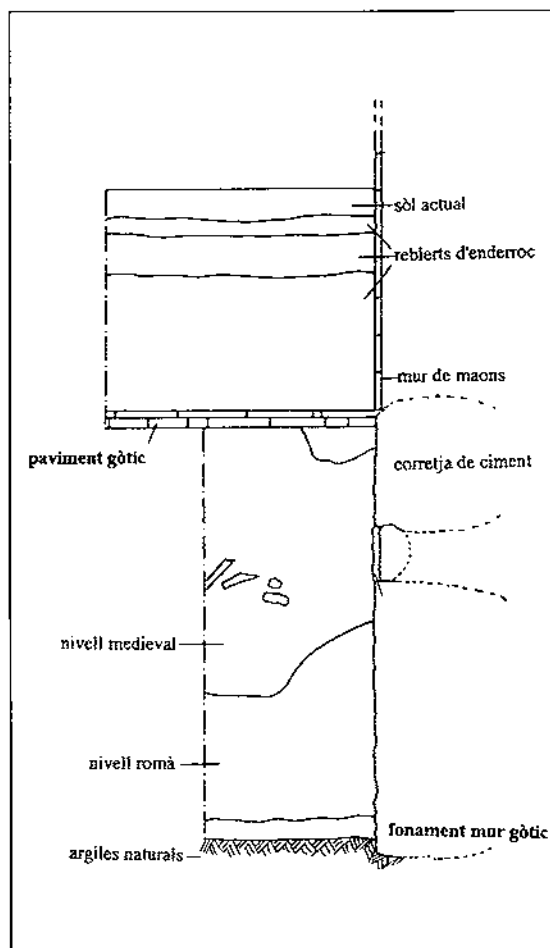 sòl actual
reblerts d'enderroc
mur de maons
paviment gòtic
corretja de ciment
nivell medieval
nivell romà
fonament mur gòtic
argiles naturals